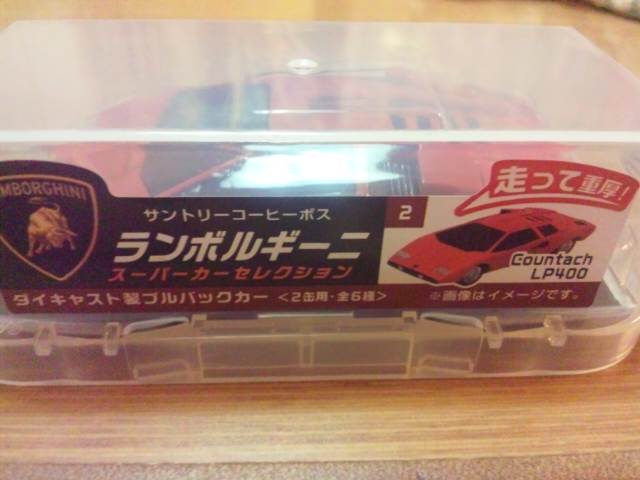 MBORGHINI
サントリーコーヒーボス
ランボルギーニ
スーパーカーセレクション
ダイキャスト製プルバックカー <2缶用・全6種>
2
走って重厚!
Countach
LP400
※画像はイメージです。